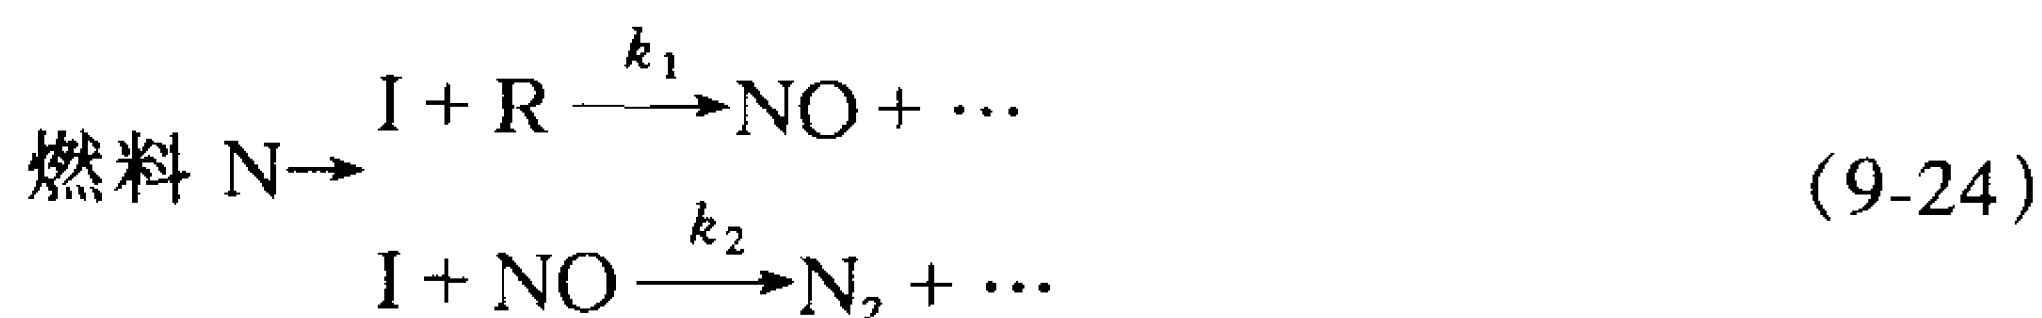 I + R —k₁→ NO + ···
燃料 N→ (9-24)
I + NO —k₂→ N₂ + ···